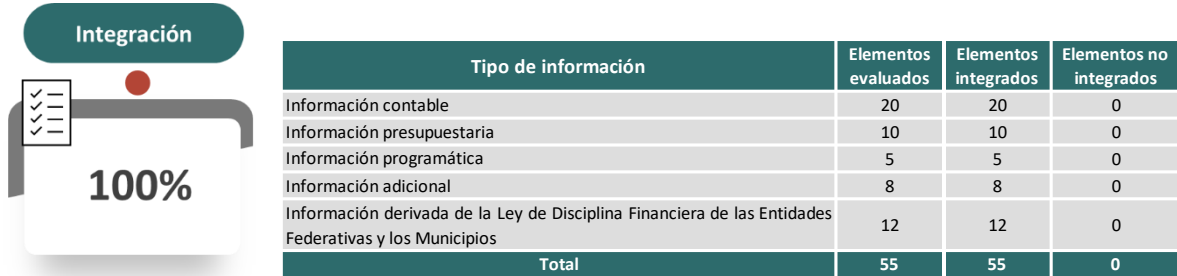 Integración
100%
Tipo de información
Elementos evaluados
Elementos integrados
Elementos no integrados
Información contable 20 20 0
Información presupuestaria 10 10 0
Información programática 5 5 0
Información adicional 8 8 0
Información derivada de la Ley de Disciplina Financiera de las Entidades
Federativas y los Municipios 12 12 0
Total 55 55 0